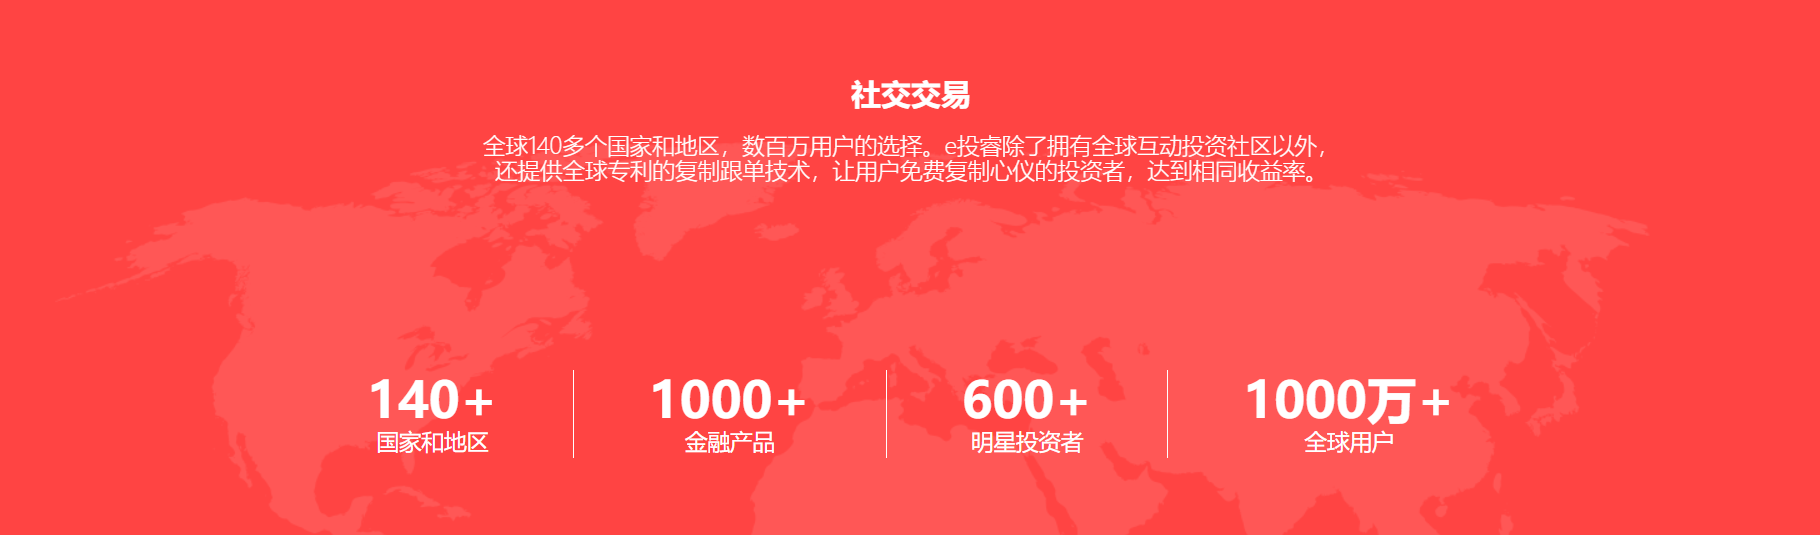 社交交易
全球140多个国家和地区，数百万用户的选择。e投睿除了拥有全球互动投资社区以外，
还提供全球专利的复制跟单技术，让用户免费复制心仪的投资者，达到相同收益率。
140+
国家和地区
1000+
金融产品
600+
明星投资者
1000万+
全球用户